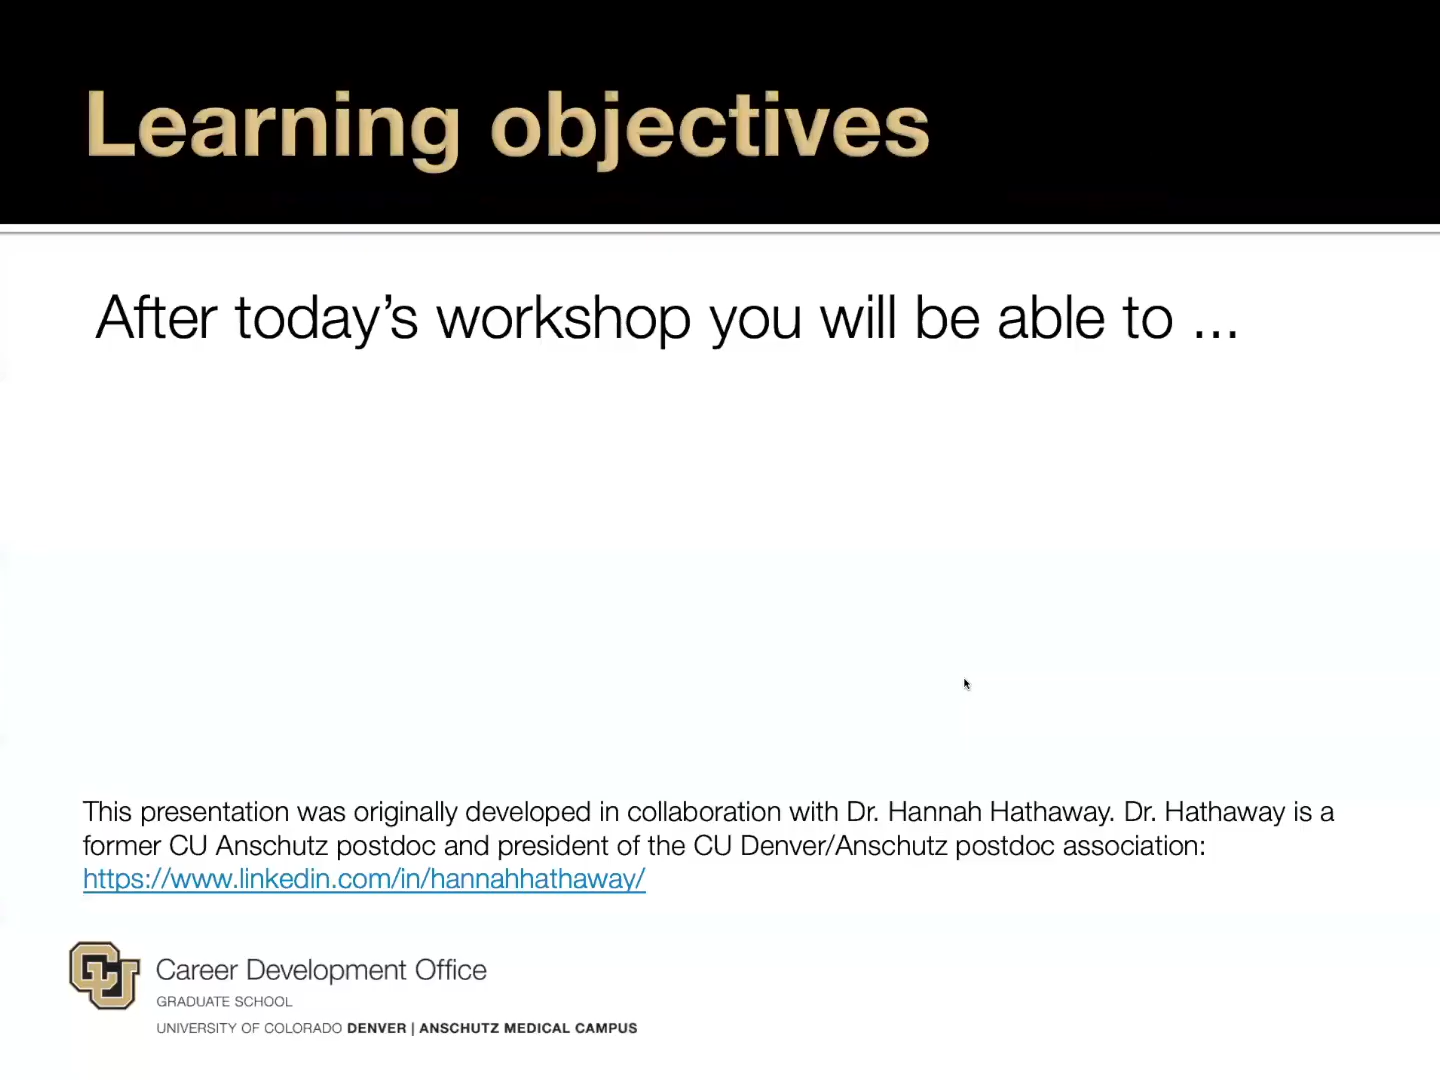 Learning objectives
After today’s workshop you will be able to ...
This presentation was originally developed in collaboration with Dr. Hannah Hathaway. Dr. Hathaway is a
former CU Anschutz postdoc and president of the CU Denver/Anschutz postdoc association:
https://www.linkedin.com/in/hannahhathaway/
CU
Career Development Office
GRADUATE SCHOOL
UNIVERSITY OF COLORADO DENVER | ANSCHUTZ MEDICAL CAMPUS